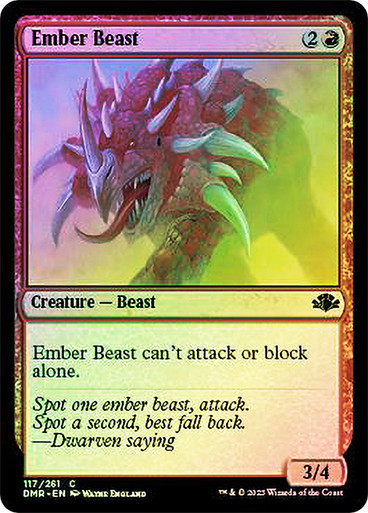 Ember Beast 2
Creature — Beast
Ember Beast can't attack or block
alone.
Spot one ember beast, attack.
Spot a second, best fall back.
—Dwarven saying
3/4
117/261 C
DMR • EN Wayne England
™ & © 2023 Wizards of the Coast